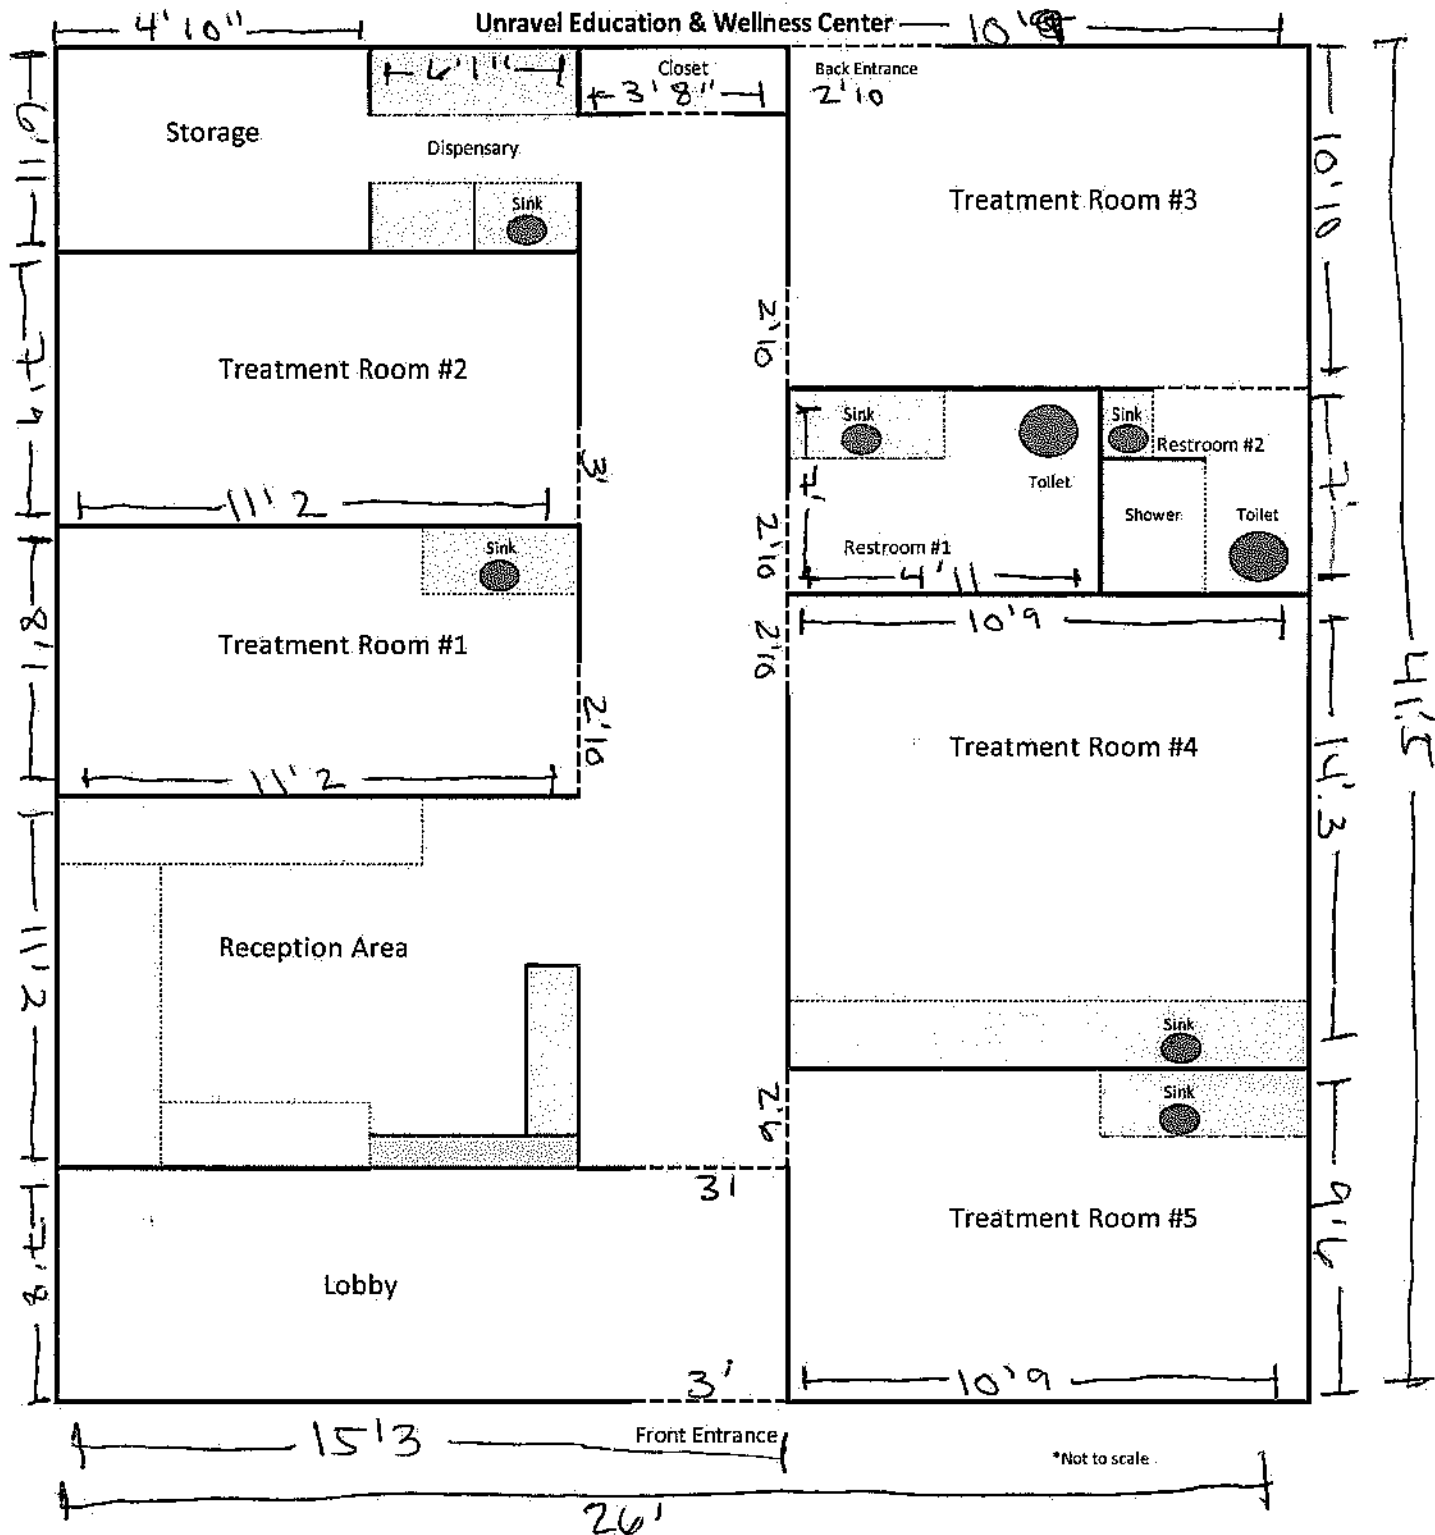 Unravel Education & Wellness Center
4'10"
6'1"
Closet
3'8"
Back Entrance
2'10
6'11
Storage
Dispensary
Sink
Treatment Room #3
10'10
2'10
7'4
Treatment Room #2
3'
11'2
Sink
Toilet
Sink
Restroom #2
7'
Shower
Toilet
2'10
Restroom #1
4'11
7'
8'1
Sink
Treatment Room #1
2'10
11'2
2'10
10'9
Treatment Room #4
14'.3
41'5
Sink
11'2
Reception Area
2'6
3'
Sink
Treatment Room #5
9'6
10'9
7'8
Lobby
3'
Front Entrance
15'3
*Not to scale
26'